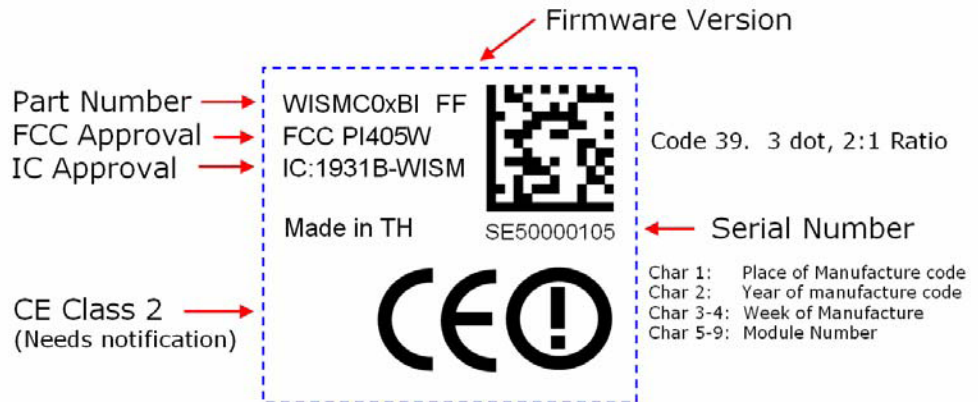 Firmware Version
Part Number
FCC Approval
IC Approval
WISMC0xBI FF
FCC PI405W
IC:1931B-WISM
Code 39. 3 dot, 2:1 Ratio
Made in TH
SE50000105
Serial Number
Char 1: Place of Manufacture code
Char 2: Year of manufacture code
Char 3-4: Week of Manufacture
Char 5-9: Module Number
CE Class 2
(Needs notification)
CE